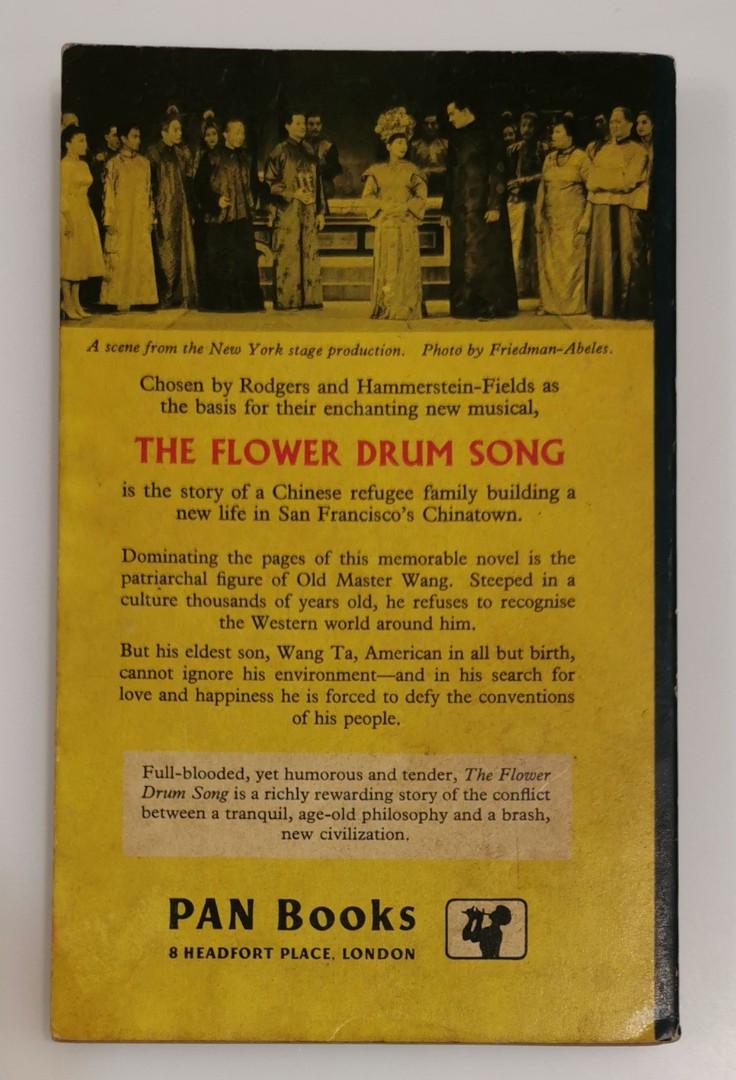 A scene from the New York stage production. Photo by Friedman-Abeles.
Chosen by Rodgers and Hammerstein-Fields as
the basis for their enchanting new musical,
THE FLOWER DRUM SONG
is the story of a Chinese refugee family building a
new life in San Francisco's Chinatown.
Dominating the pages of this memorable novel is the
patriarchal figure of Old Master Wang. Steeped in a
culture thousands of years old, he refuses to recognise
the Western world around him.
But his eldest son, Wang Ta, American in all but birth,
cannot ignore his environment—and in his search for
love and happiness he is forced to defy the conventions
of his people.
Full-blooded, yet humorous and tender, The Flower
Drum Song is a richly rewarding story of the conflict
between a tranquil, age-old philosophy and a brash,
new civilization.
PAN Books
8 HEADFORT PLACE, LONDON